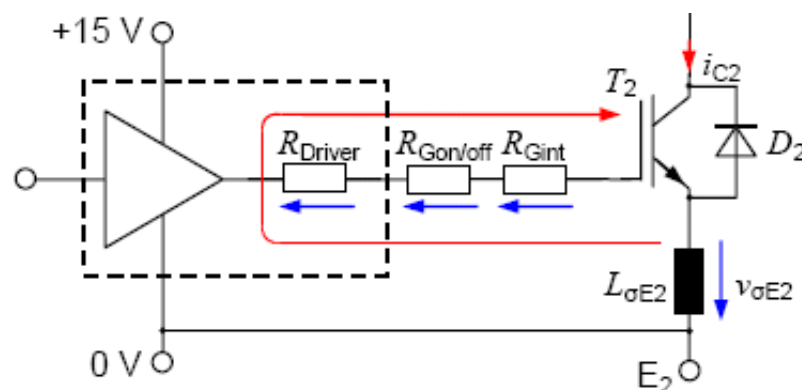 +15 V
T2
iC2
RDriver
RGon/off
RGint
D2
LσE2
vσE2
0 V
E2